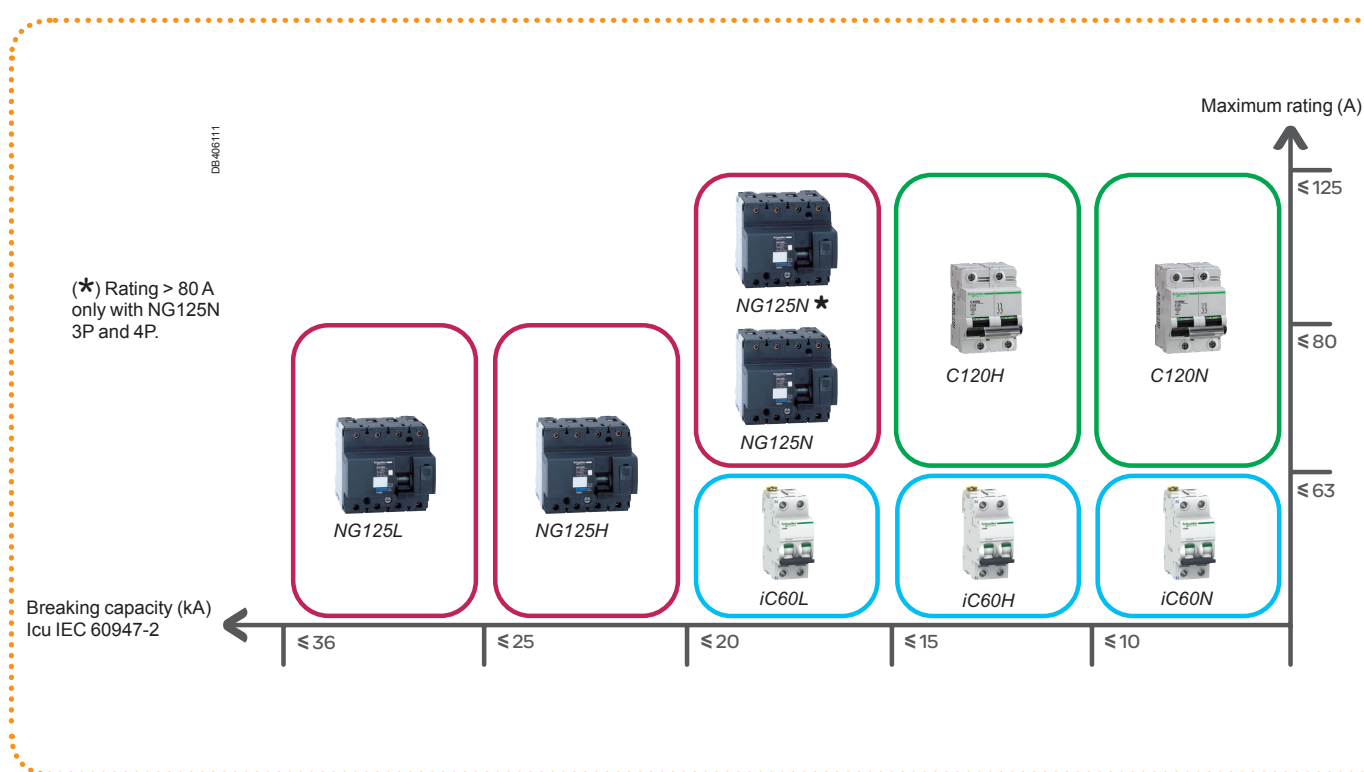 Maximum rating (A)
DB406111
≤ 125
(★) Rating > 80 A
only with NG125N
3P and 4P.
NG125N ★
≤ 80
C120H
C120N
NG125N
≤ 63
NG125L
NG125H
iC60L
iC60H
iC60N
Breaking capacity (kA)
Icu IEC 60947-2
≤ 36
≤ 25
≤ 20
≤ 15
≤ 10